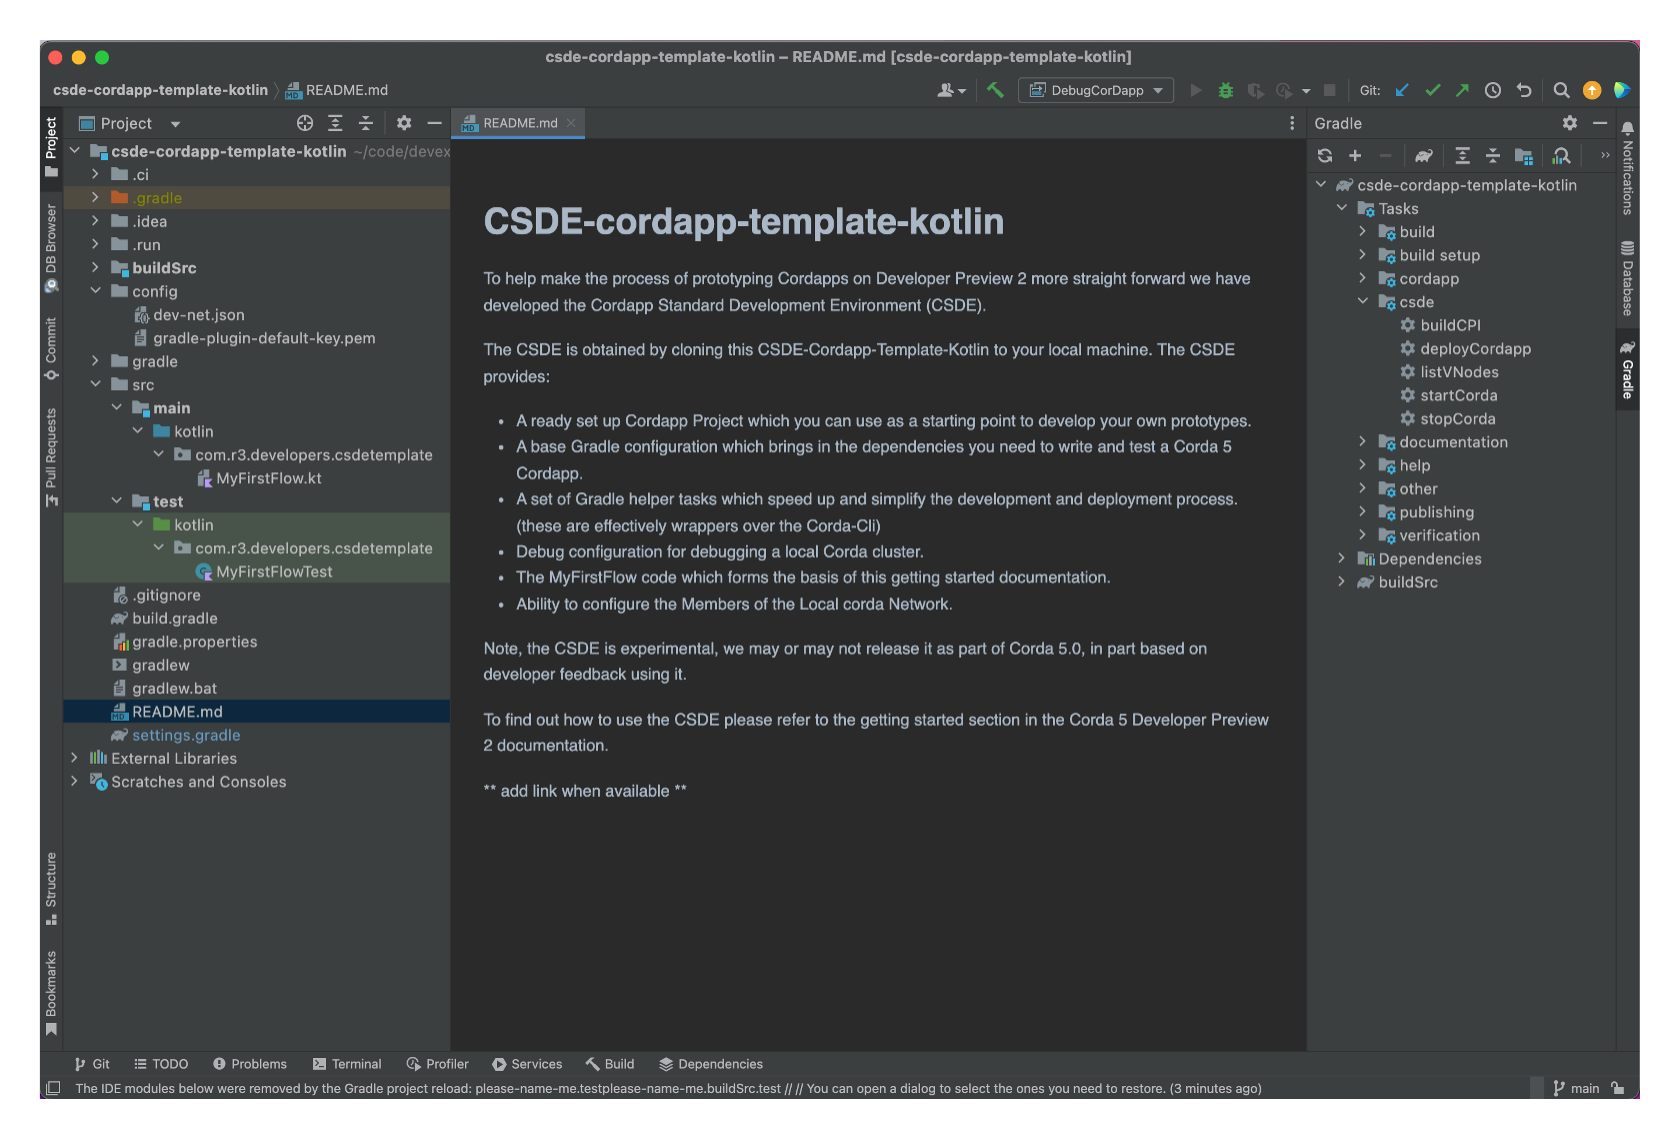 csde-cordapp-template-kotlin – README.md [csde-cordapp-template-kotlin]
csde-cordapp-template-kotlin
README.md
DebugCorDapp
Git:
Project
DB Browser
Commit
Pull Requests
Structure
Bookmarks
Project
csde-cordapp-template-kotlin ~/code/devex
.ci
.gradle
.idea
.run
buildSrc
config
dev-net.json
gradle-plugin-default-key.pem
gradle
src
main
kotlin
com.r3.developers.csdetemplate
MyFirstFlow.kt
test
kotlin
com.r3.developers.csdetemplate
MyFirstFlowTest
.gitignore
build.gradle
gradle.properties
gradlew
gradlew.bat
README.md
settings.gradle
External Libraries
Scratches and Consoles
README.md
CSDE-cordapp-template-kotlin
To help make the process of prototyping Cordapps on Developer Preview 2 more straight forward we have
developed the Cordapp Standard Development Environment (CSDE).
The CSDE is obtained by cloning this CSDE-Cordapp-Template-Kotlin to your local machine. The CSDE
provides:
• A ready set up Cordapp Project which you can use as a starting point to develop your own prototypes.
• A base Gradle configuration which brings in the dependencies you need to write and test a Corda 5
Cordapp.
• A set of Gradle helper tasks which speed up and simplify the development and deployment process.
(these are effectively wrappers over the Corda-Cli)
• Debug configuration for debugging a local Corda cluster.
• The MyFirstFlow code which forms the basis of this getting started documentation.
• Ability to configure the Members of the Local corda Network.
Note, the CSDE is experimental, we may or may not release it as part of Corda 5.0, in part based on
developer feedback using it.
To find out how to use the CSDE please refer to the getting started section in the Corda 5 Developer Preview
2 documentation.
** add link when available **
Gradle
csde-cordapp-template-kotlin
Tasks
build
build setup
cordapp
csde
buildCPI
deployCordapp
listVNodes
startCorda
stopCorda
documentation
help
other
publishing
verification
Dependencies
buildSrc
Notifications
Database
Gradle
Git
TODO
Problems
Terminal
Profiler
Services
Build
Dependencies
The IDE modules below were removed by the Gradle project reload: please-name-me.testplease-name-me.buildSrc.test // // You can open a dialog to select the ones you need to restore. (3 minutes ago)
main